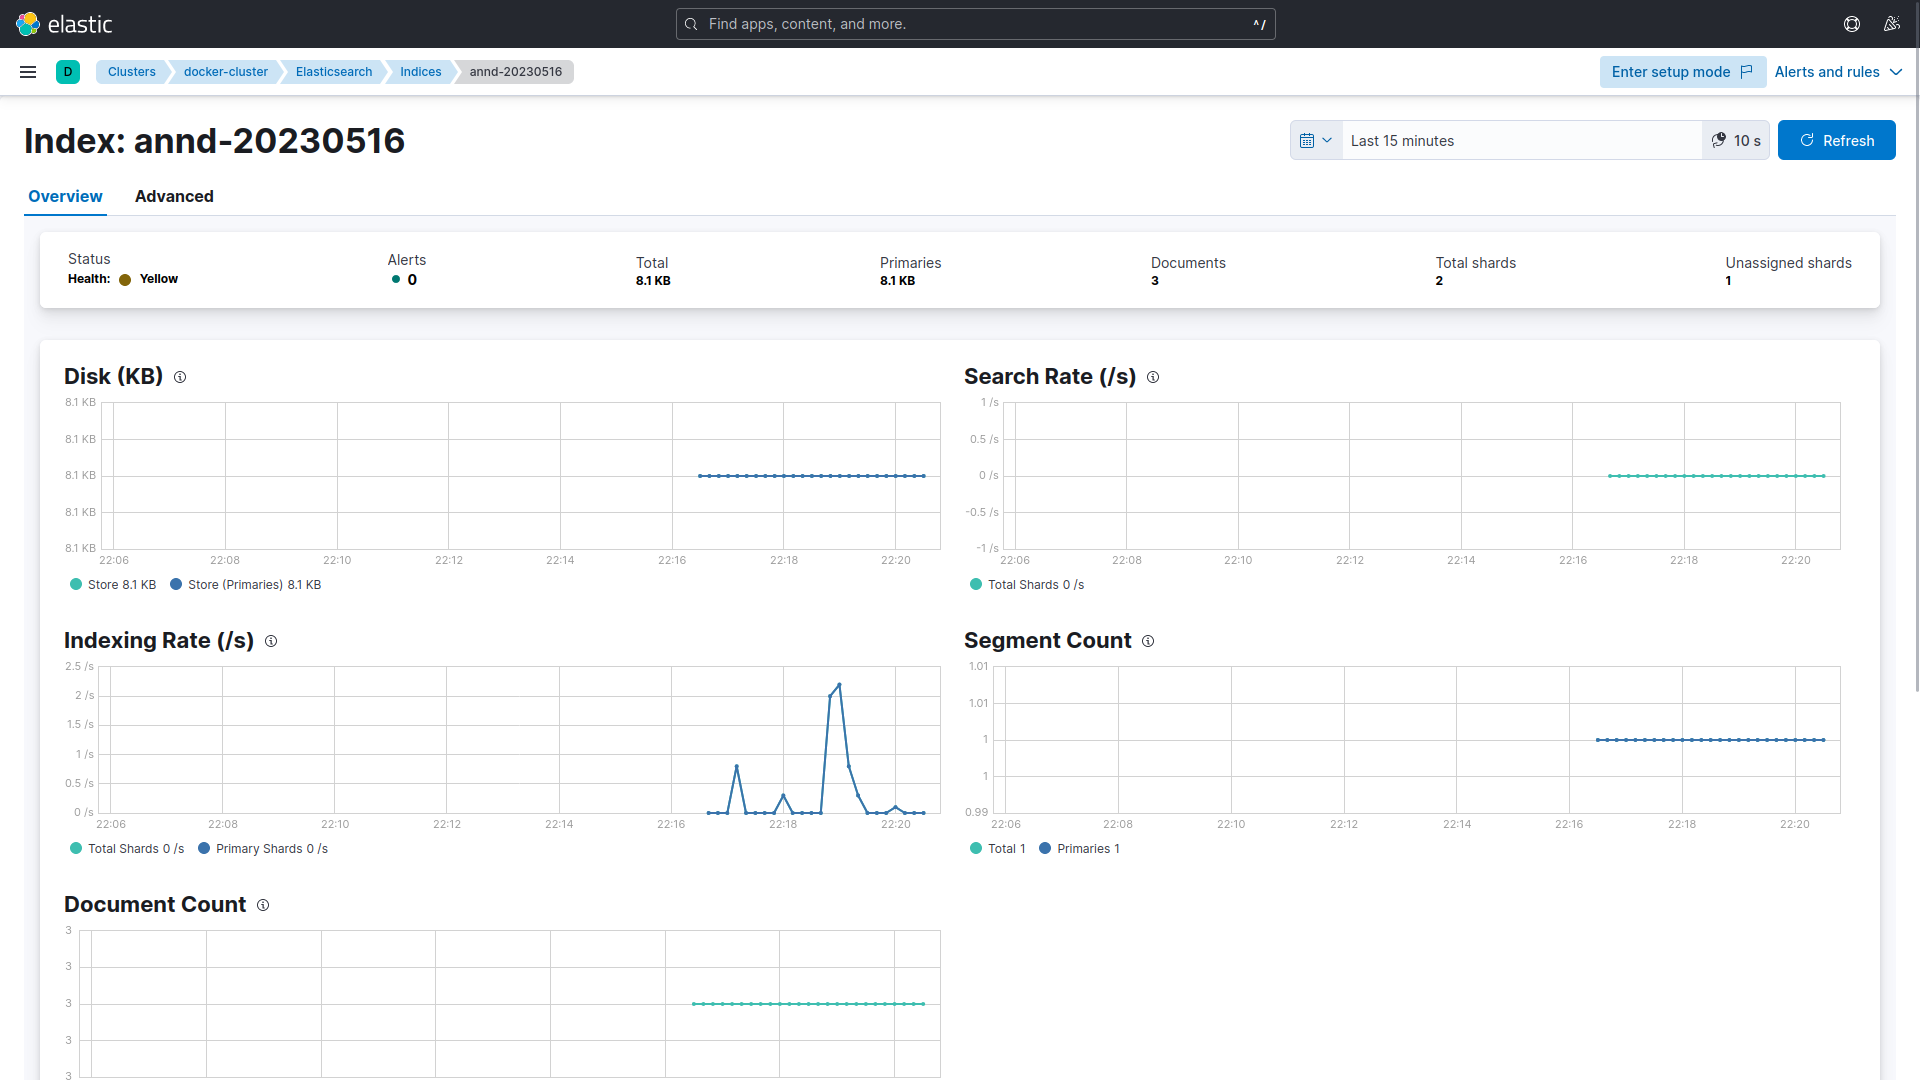 elastic
Find apps, content, and more.
^/
D
Clusters
docker-cluster
Elasticsearch
Indices
annd-20230516
Enter setup mode
Alerts and rules
Index: annd-20230516
Last 15 minutes
10 s
Refresh
Overview
Advanced
Status
Health: Yellow
Alerts
0
Total
8.1 KB
Primaries
8.1 KB
Documents
3
Total shards
2
Unassigned shards
1
Disk (KB)
8.1 KB
8.1 KB
8.1 KB
8.1 KB
8.1 KB
22:06 22:08 22:10 22:12 22:14 22:16 22:18 22:20
Store 8.1 KB Store (Primaries) 8.1 KB
Search Rate (/s)
1 /s
0.5 /s
0 /s
-0.5 /s
-1 /s
22:06 22:08 22:10 22:12 22:14 22:16 22:18 22:20
Total Shards 0 /s
Indexing Rate (/s)
2.5 /s
2 /s
1.5 /s
1 /s
0.5 /s
0 /s
22:06 22:08 22:10 22:12 22:14 22:16 22:18 22:20
Total Shards 0 /s Primary Shards 0 /s
Segment Count
1.01
1.01
1
1
0.99
22:06 22:08 22:10 22:12 22:14 22:16 22:18 22:20
Total 1 Primaries 1
Document Count
3
3
3
3
3